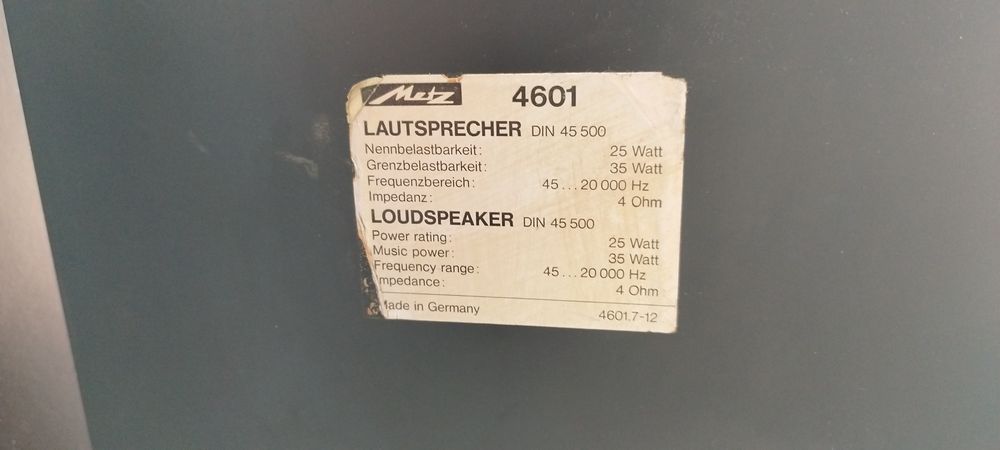 Metz 4601
LAUTSPRECHER DIN 45 500
Nennbelastbarkeit: 25 Watt
Grenzbelastbarkeit: 35 Watt
Frequenzbereich: 45...20 000 Hz
Impedanz: 4 Ohm
LOUDSPEAKER DIN 45 500
Power rating: 25 Watt
Music power: 35 Watt
Frequency range: 45...20 000 Hz
mpedance: 4 Ohm
Made in Germany 4601.7-12